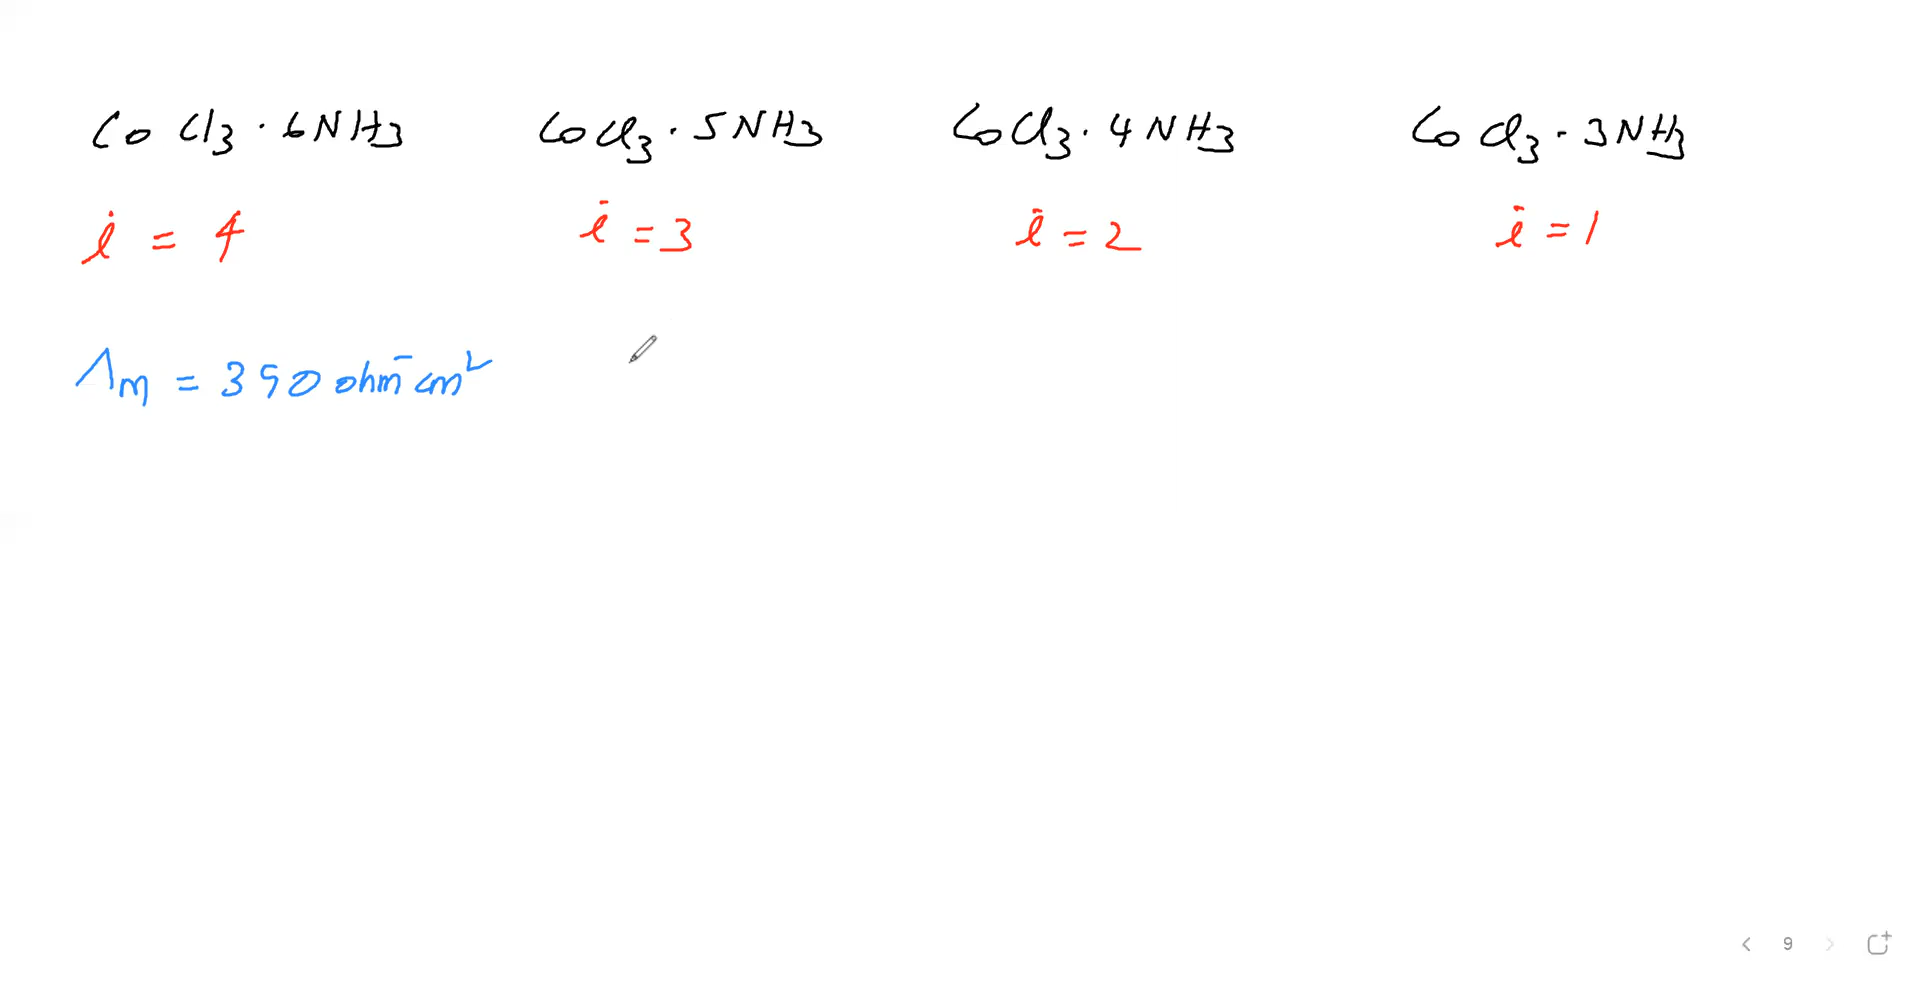 CoCl3 · 6NH3 CoCl3 · 5NH3 CoCl3 · 4NH3 CoCl3 · 3NH3
i = 4 i = 3 i = 2 i = 1
Λm = 390 ohm⁻ cm²
9